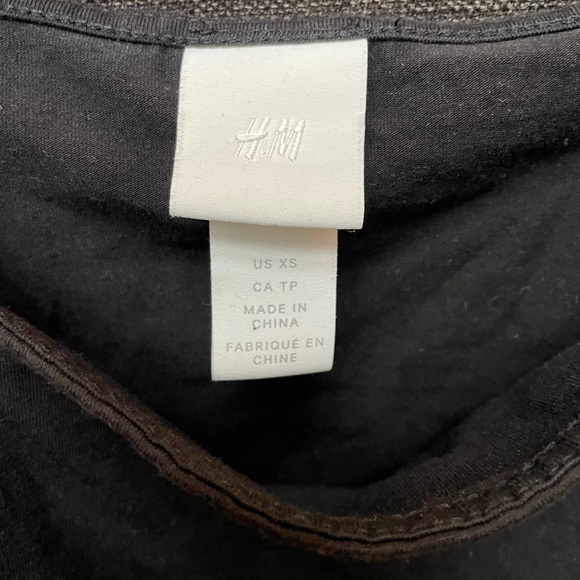 H&M
US XS
CA TP
MADE IN
CHINA
FABRIQUÉ EN
CHINE